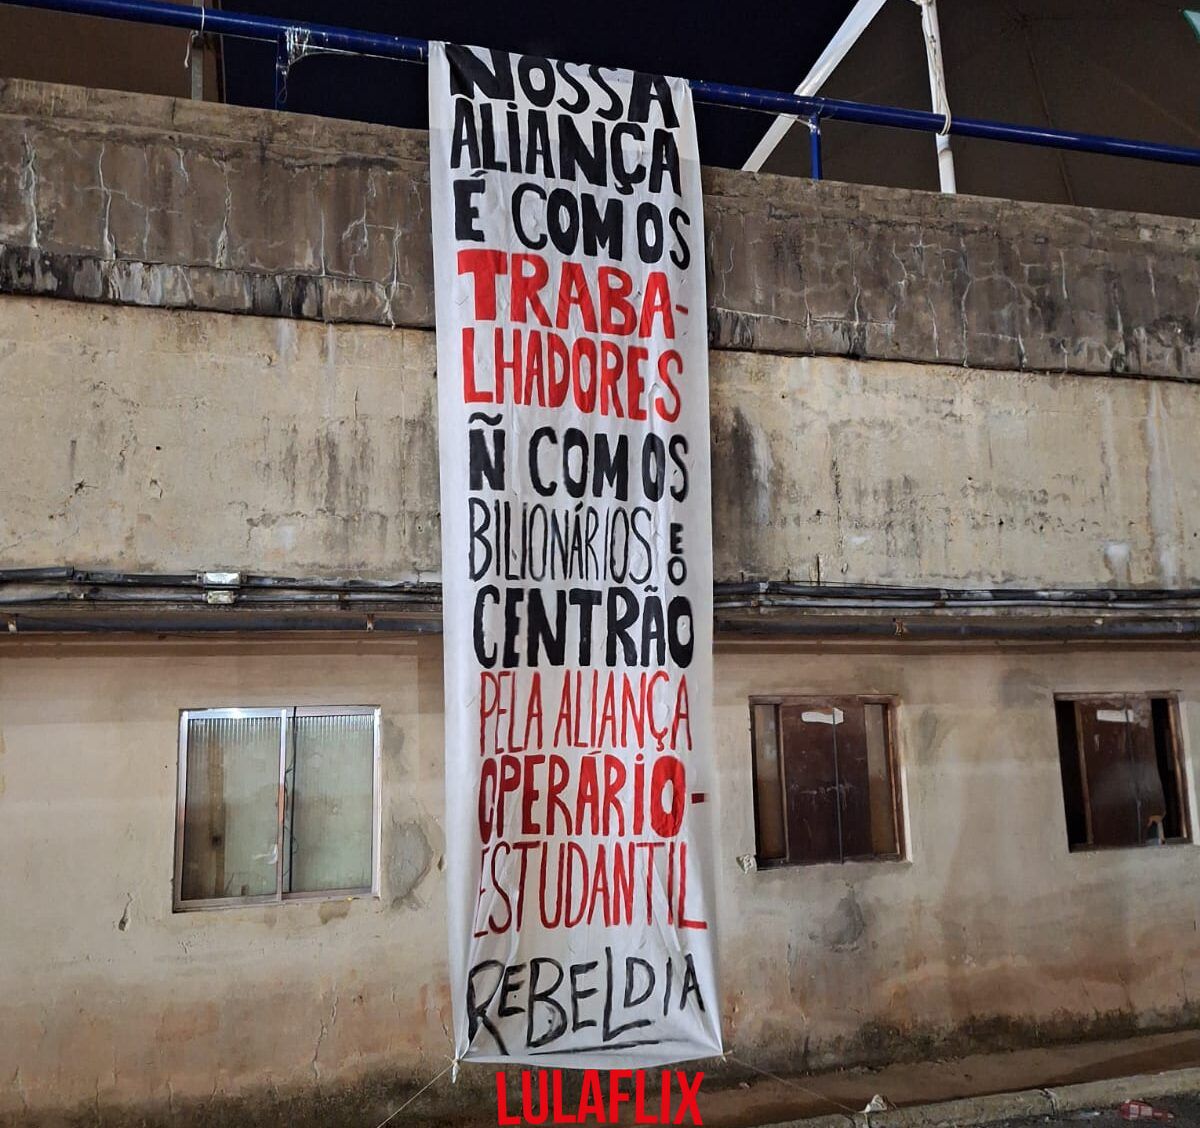 NOSSA
ALIANÇA
É COM OS
TRABA-
LHADORES
Ñ COM OS
BILIONÁRIOS E O
CENTRÃO
PELA ALIANÇA
OPERÁRIO-
ESTUDANTIL
REBELDIA
LULAFLIX